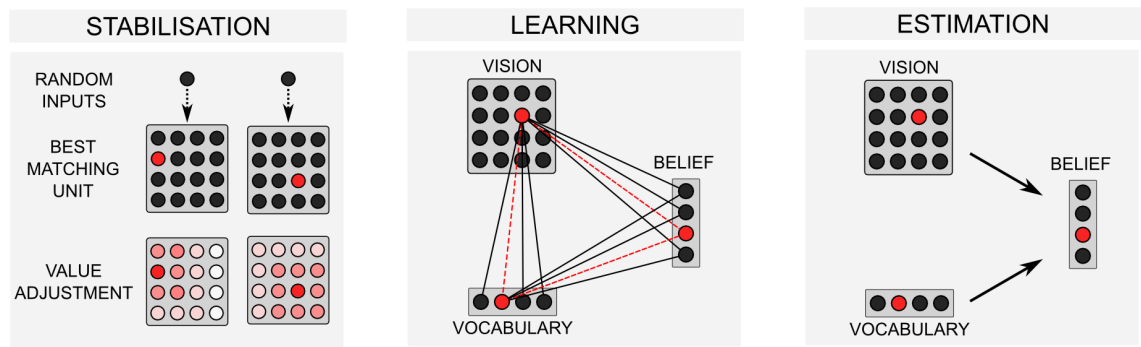 STABILISATION
RANDOM
INPUTS
BEST
MATCHING
UNIT
VALUE
ADJUSTMENT
LEARNING
VISION
BELIEF
VOCABULARY
ESTIMATION
VISION
BELIEF
VOCABULARY